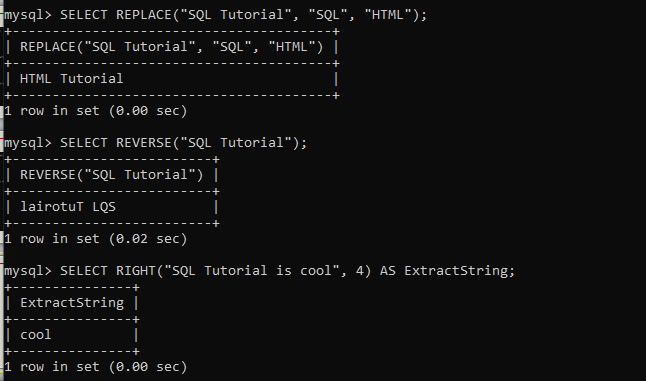 mysql> SELECT REPLACE("SQL Tutorial", "SQL", "HTML");
+----------------------------------------+
| REPLACE("SQL Tutorial", "SQL", "HTML") |
+----------------------------------------+
| HTML Tutorial                          |
+----------------------------------------+
1 row in set (0.00 sec)

mysql> SELECT REVERSE("SQL Tutorial");
+-------------------------+
| REVERSE("SQL Tutorial") |
+-------------------------+
| lairotuT LQS            |
+-------------------------+
1 row in set (0.02 sec)

mysql> SELECT RIGHT("SQL Tutorial is cool", 4) AS ExtractString;
+---------------+
| ExtractString |
+---------------+
| cool          |
+---------------+
1 row in set (0.00 sec)